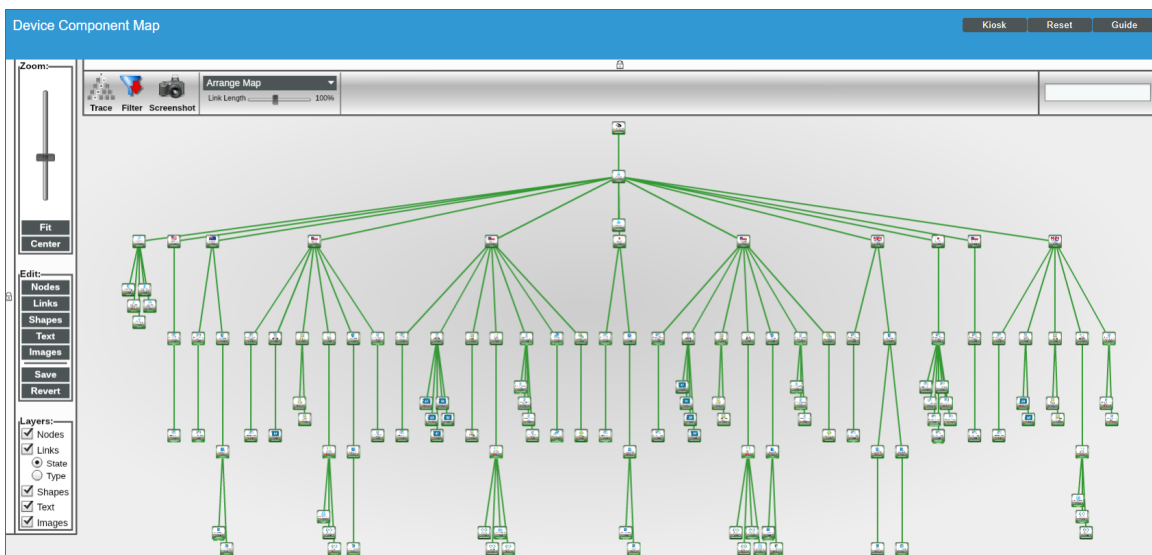 Device Component Map
Kiosk Reset Guide
Zoom:
Fit
Center
Edit:
Nodes
Links
Shapes
Text
Images
Save
Revert
Layers:
Nodes
Links
State
Type
Shapes
Text
Images
Trace Filter Screenshot
Arrange Map
Link Length 100%